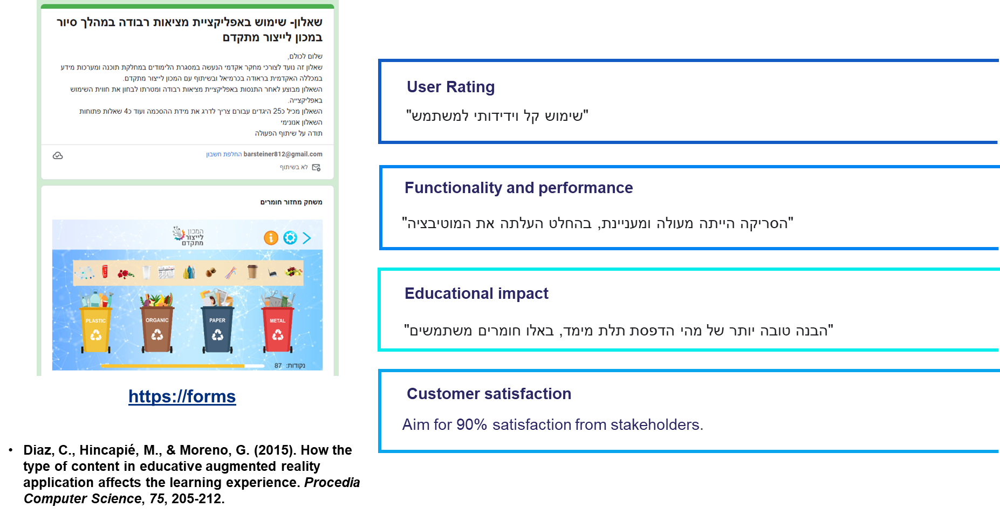 שאלון- שימוש באפליקציית מציאות רבודה במהלך סיור
במכון לייצור מתקדם
שלום לכולם,
שאלון זה נועד לצורכי מחקר אקדמי הנעשה במסגרת הלימודים במחלקת תוכנה ומערכות מידע
במכללה האקדמית בראודה בכרמיאל ובשיתוף עם המכון לייצור מתקדם.
השאלון מבוצע לאחר התנסות באפליקציית מציאות רבודה ומטרתו לבחון את חווית השימוש
באפליקצייה.
השאלון מכיל כ25 היגדים עבורם צריך לדרג את מידת ההסכמה ועוד כ4 שאלות פתוחות
השאלון אנונימי
תודה על שיתוף הפעולה
barsteiner812@gmail.com החלפת חשבון
לא בשיתוף
משחק מחזור חומרים
המכון
לייצור
מתקדם
PLASTIC
ORGANIC
PAPER
METAL
נקודות: 87
https://forms
• Diaz, C., Hincapié, M., & Moreno, G. (2015). How the
type of content in educative augmented reality
application affects the learning experience. Procedia
Computer Science, 75, 205-212.
User Rating
"שימוש קל וידידותי למשתמש"
Functionality and performance
"הסריקה הייתה מעולה ומעניינת, בהחלט העלתה את המוטיבציה"
Educational impact
"הבנה טובה יותר של מהי הדפסת תלת מימד, באלו חומרים משתמשים"
Customer satisfaction
Aim for 90% satisfaction from stakeholders.